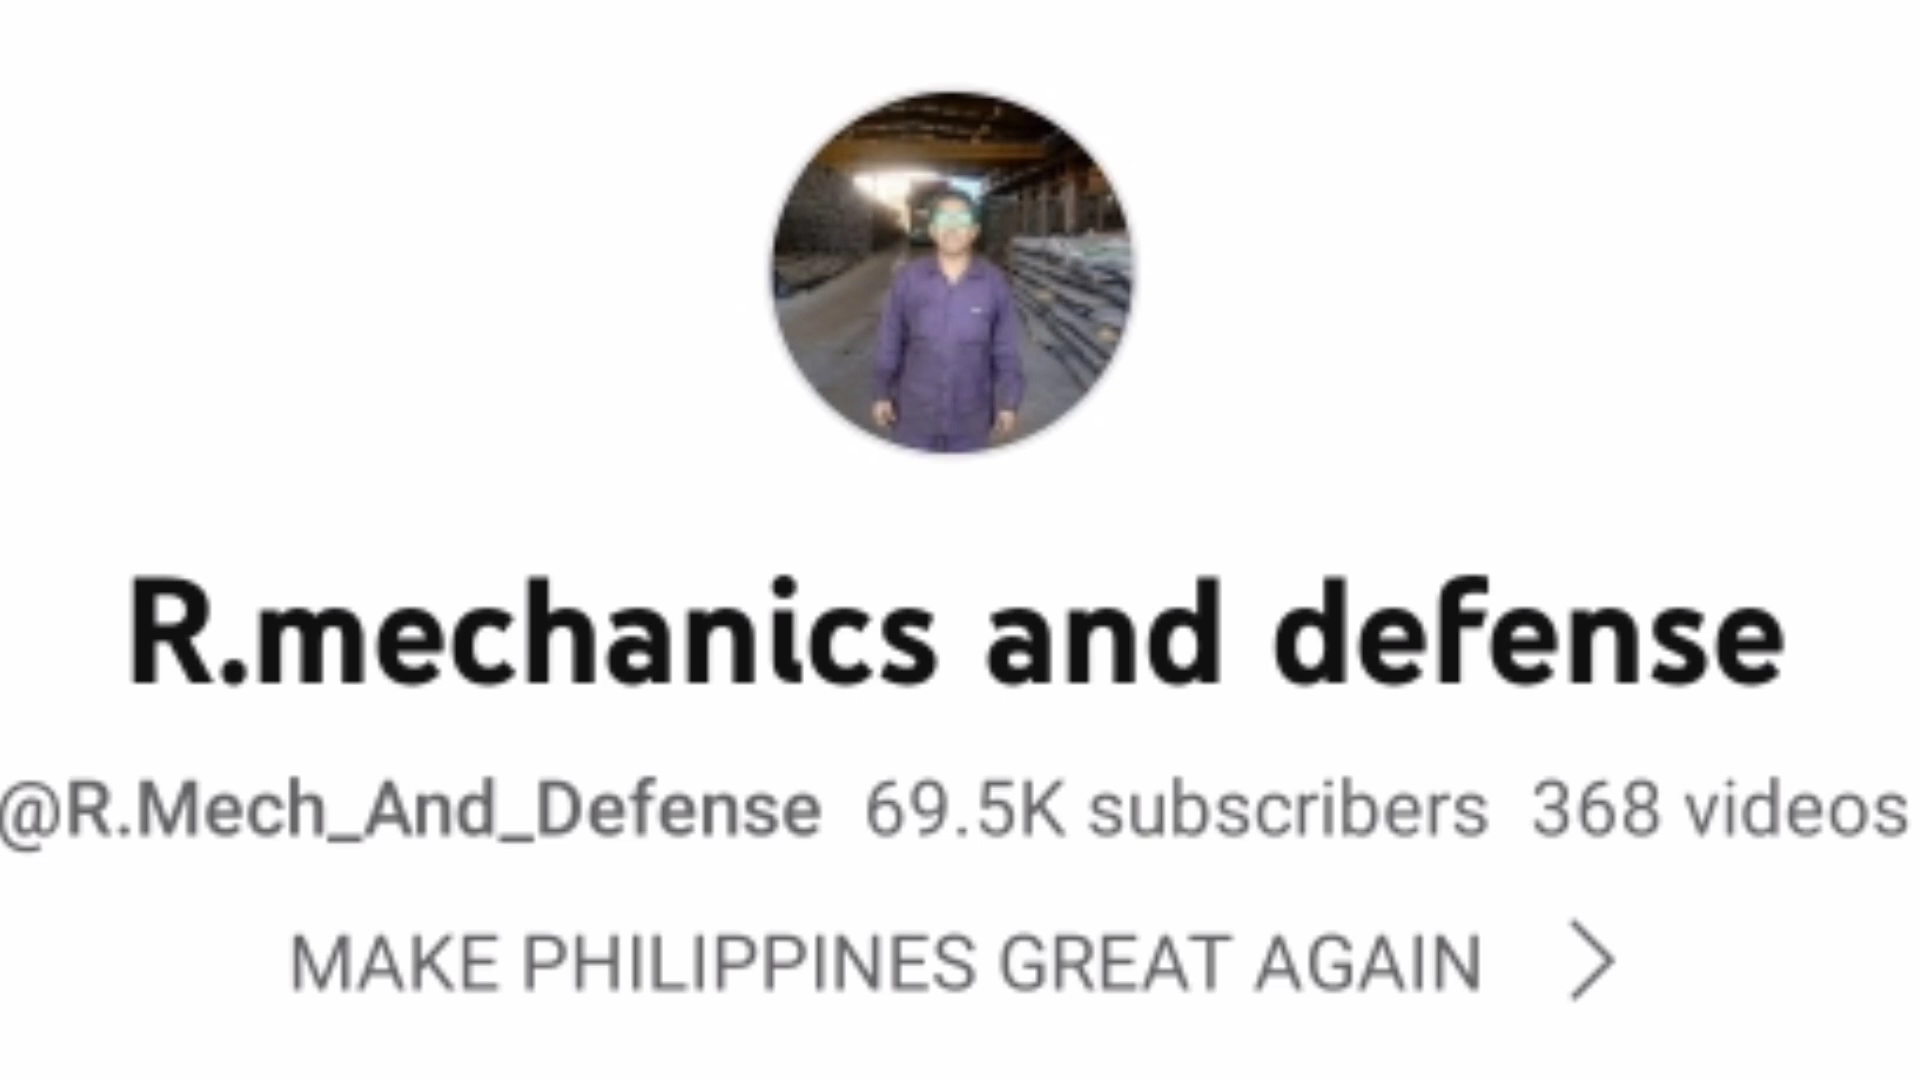 R.mechanics and defense
@R.Mech_And_Defense 69.5K subscribers 368 videos
MAKE PHILIPPINES GREAT AGAIN